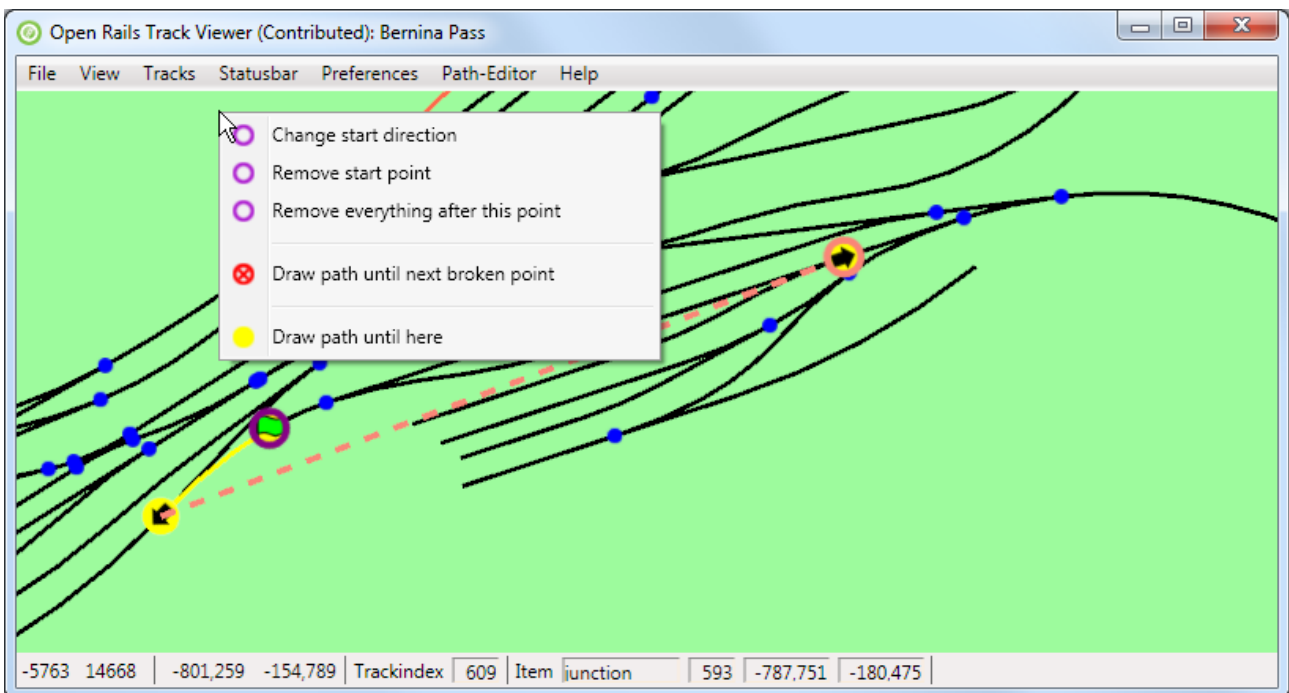 Open Rails Track Viewer (Contributed): Bernina Pass
File View Tracks Statusbar Preferences Path-Editor Help
Change start direction
Remove start point
Remove everything after this point
Draw path until next broken point
Draw path until here
-5763 14668 -801,259 -154,789 Trackindex 609 Item junction 593 -787,751 -180,475